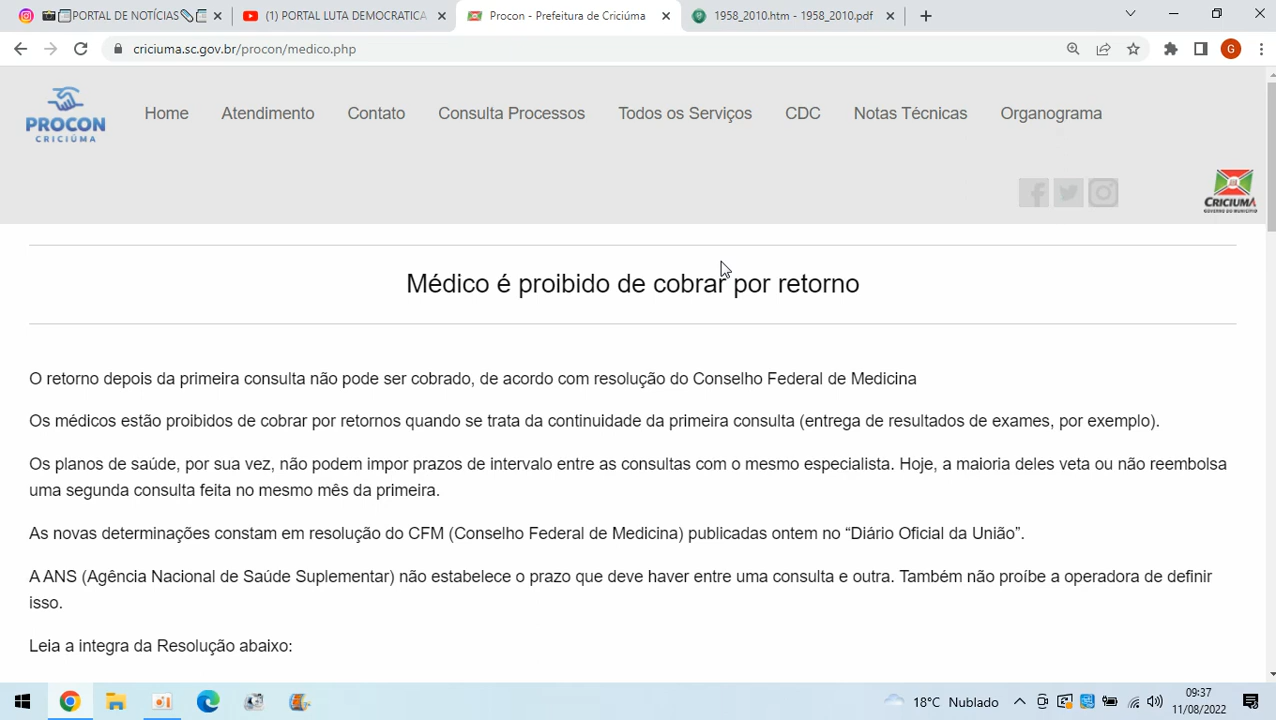 PORTAL DE NOTÍCIAS
(1) PORTAL LUTA DEMOCRATICA
Procon - Prefeitura de Criciúma
1958_2010.htm - 1958_2010.pdf
criciuma.sc.gov.br/procon/medico.php
G
PROCON
CRICIÚMA
Home
Atendimento
Contato
Consulta Processos
Todos os Serviços
CDC
Notas Técnicas
Organograma
CRICIUMA
GOVERNO DO MUNICÍPIO
Médico é proibido de cobrar por retorno
O retorno depois da primeira consulta não pode ser cobrado, de acordo com resolução do Conselho Federal de Medicina
Os médicos estão proibidos de cobrar por retornos quando se trata da continuidade da primeira consulta (entrega de resultados de exames, por exemplo).
Os planos de saúde, por sua vez, não podem impor prazos de intervalo entre as consultas com o mesmo especialista. Hoje, a maioria deles veta ou não reembolsa
uma segunda consulta feita no mesmo mês da primeira.
As novas determinações constam em resolução do CFM (Conselho Federal de Medicina) publicadas ontem no “Diário Oficial da União”.
A ANS (Agência Nacional de Saúde Suplementar) não estabelece o prazo que deve haver entre uma consulta e outra. Também não proíbe a operadora de definir
isso.
Leia a integra da Resolução abaixo:
18°C Nublado
09:37
11/08/2022